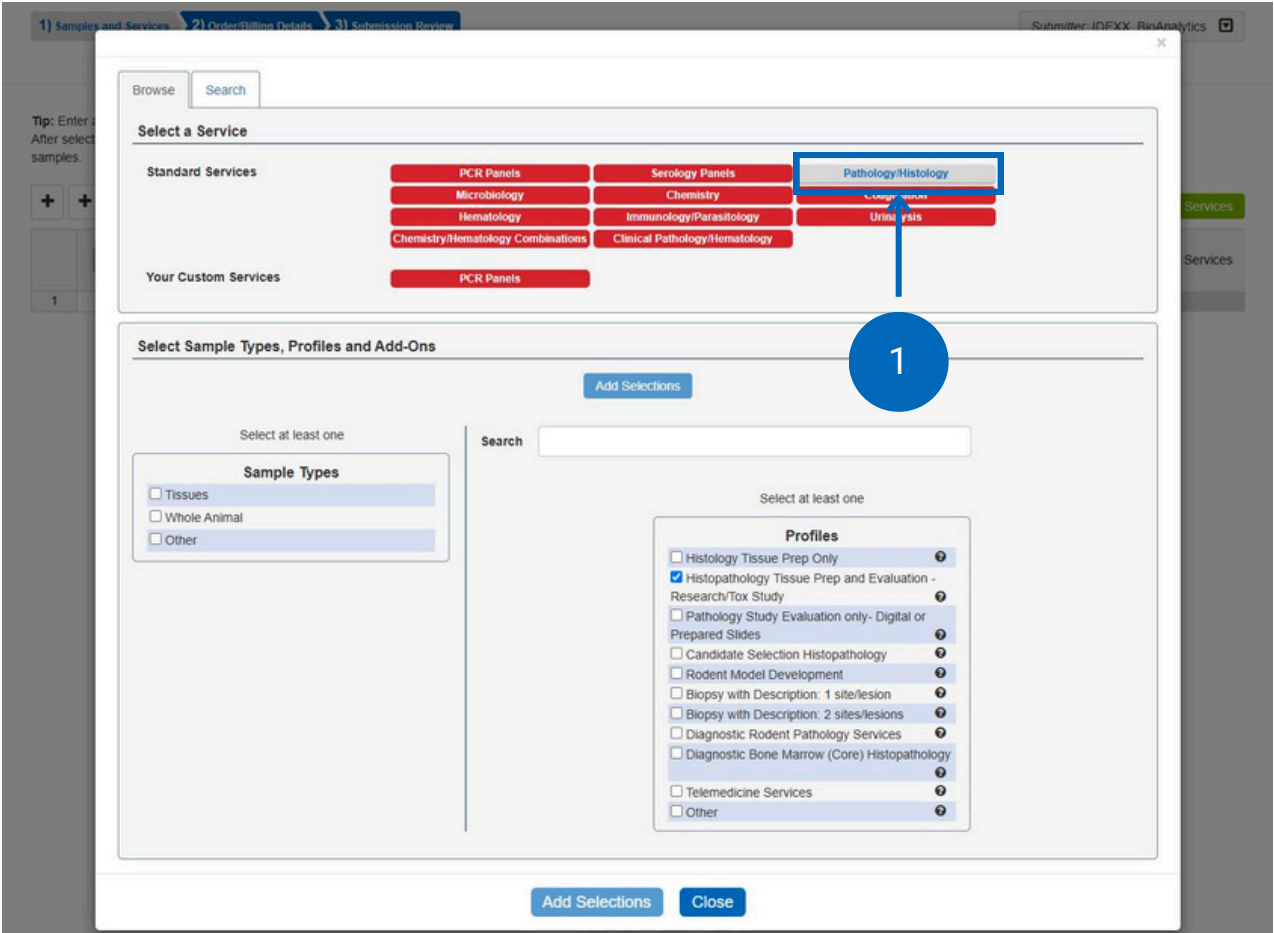 1) Samples and Services 2) Order/Billing Details 3) Submission Review
Submitter: IDEXX, BioAnalytics
×
Browse Search
Tip: Enter a
After select
samples.
Select a Service
Standard Services
PCR Panels Serology Panels Pathology/Histology
Microbiology Chemistry Coagulation
Hematology Immunology/Parasitology Urinalysis
Chemistry/Hematology Combinations Clinical Pathology/Hematology
Your Custom Services
PCR Panels
+ +
Services
Services
1
1
Select Sample Types, Profiles and Add-Ons
Add Selections
Select at least one
Sample Types
Tissues
Whole Animal
Other
Search
Select at least one
Profiles
Histology Tissue Prep Only
Histopathology Tissue Prep and Evaluation -
Research/Tox Study
Pathology Study Evaluation only- Digital or
Prepared Slides
Candidate Selection Histopathology
Rodent Model Development
Biopsy with Description: 1 site/lesion
Biopsy with Description: 2 sites/lesions
Diagnostic Rodent Pathology Services
Diagnostic Bone Marrow (Core) Histopathology
Telemedicine Services
Other
Add Selections Close